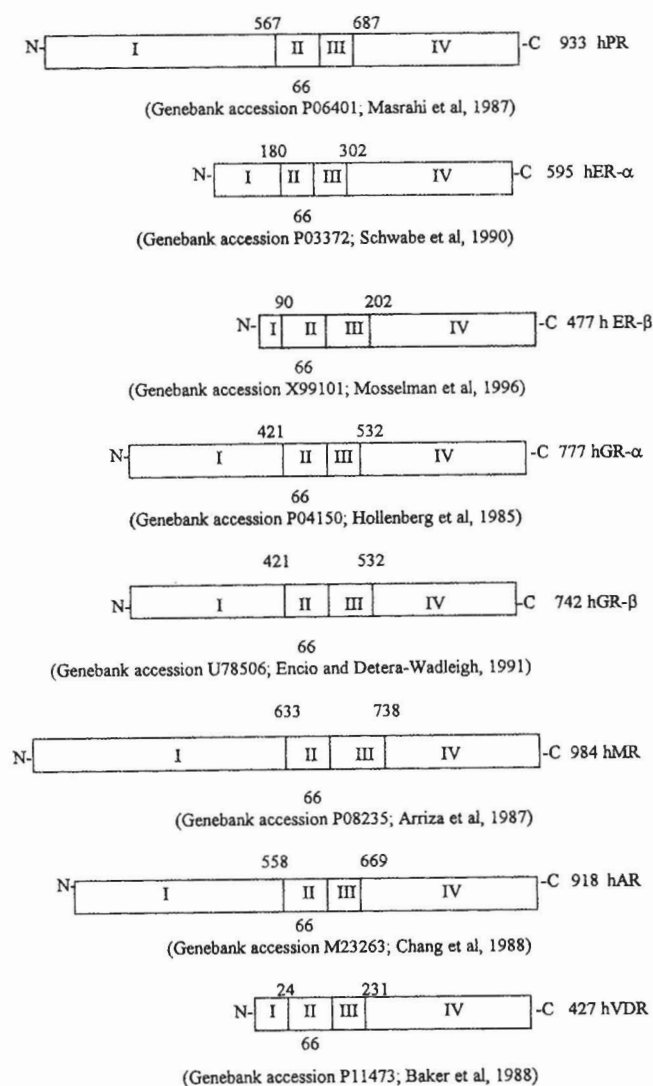 567 687
N- I II III IV -C 933 hPR
66
(Genebank accession P06401; Masrahi et al, 1987)
180 302
N- I II III IV -C 595 hER-α
66
(Genebank accession P03372; Schwabe et al, 1990)
90 202
N- I II III IV -C 477 h ER-β
66
(Genebank accession X99101; Mosselman et al, 1996)
421 532
N- I II III IV -C 777 hGR-α
66
(Genebank accession P04150; Hollenberg et al, 1985)
421 532
N- I II III IV -C 742 hGR-β
66
(Genebank accession U78506; Encio and Detera-Wadleigh, 1991)
633 738
N- I II III IV -C 984 hMR
66
(Genebank accession P08235; Arriza et al, 1987)
558 669
N- I II III IV -C 918 hAR
66
(Genebank accession M23263; Chang et al, 1988)
24 231
N- I II III IV -C 427 hVDR
66
(Genebank accession P11473; Baker et al, 1988)